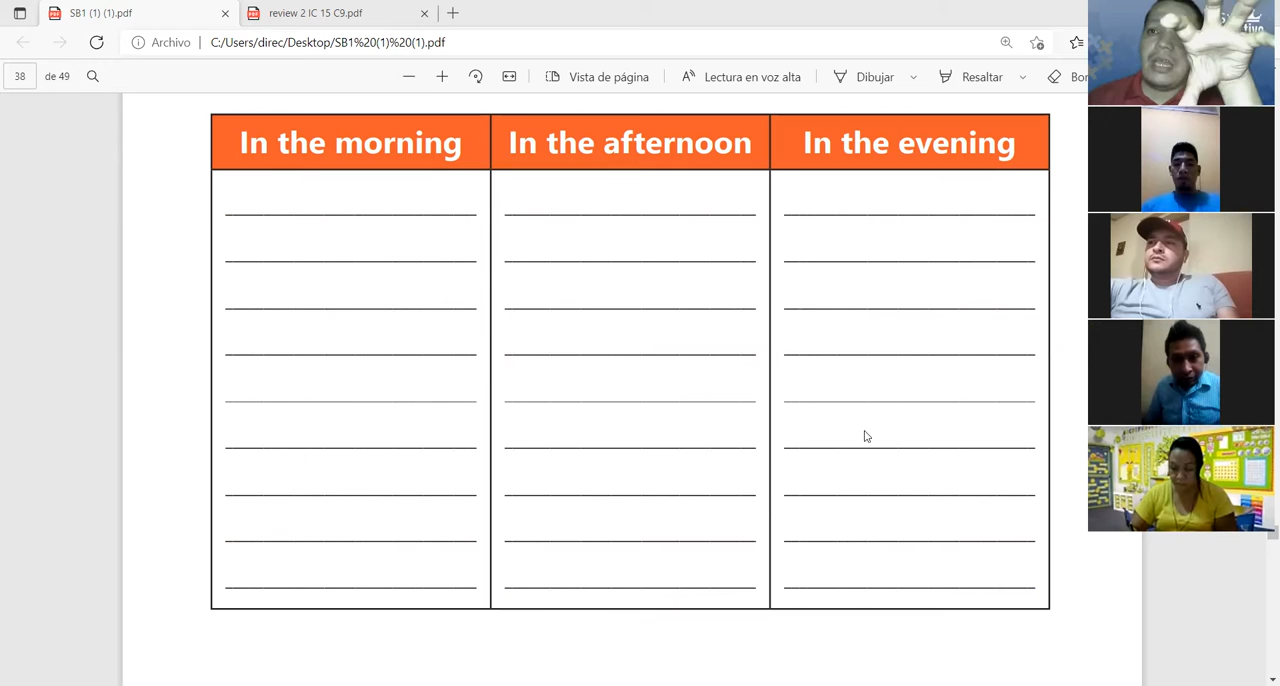 SB1 (1) (1).pdf
review 2 IC 15 C9.pdf
Archivo
C:/Users/direc/Desktop/SB1%20(1)%20(1).pdf
38
de 49
Vista de página
Lectura en voz alta
Dibujar
Resaltar
In the morning
In the afternoon
In the evening